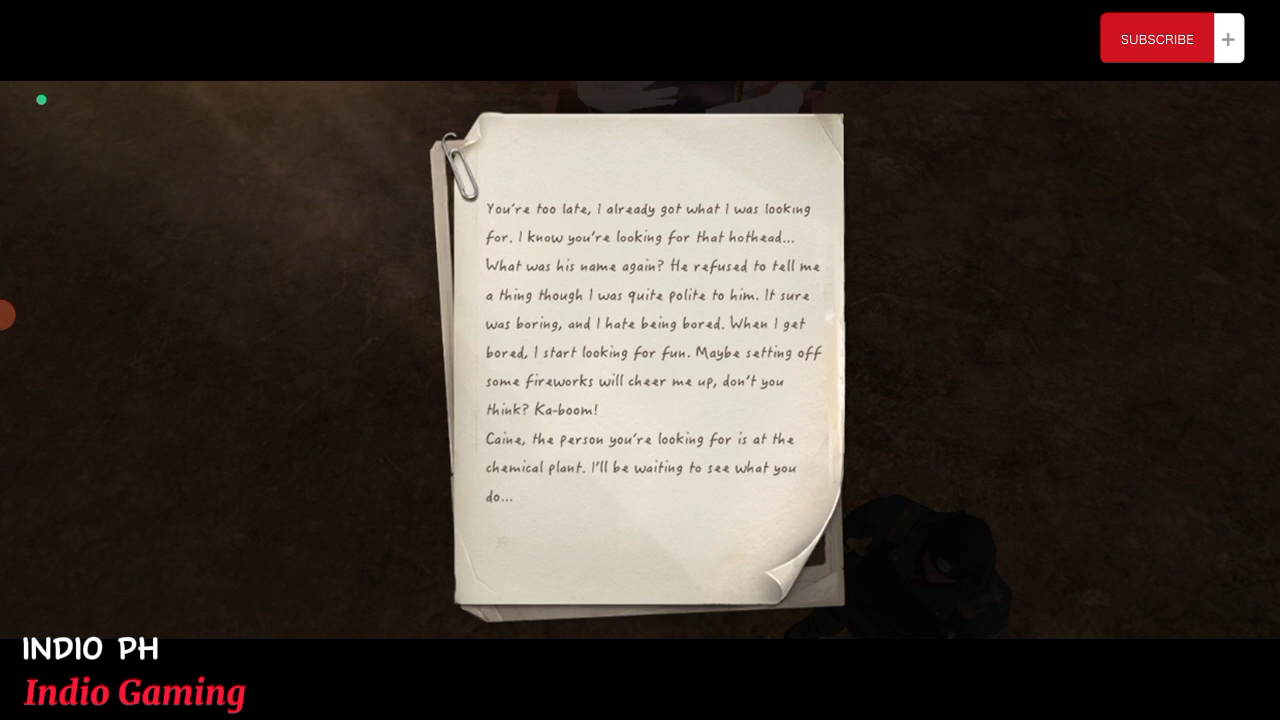 SUBSCRIBE +
You're too late, I already got what I was looking
for. I know you're looking for that hothead...
What was his name again? He refused to tell me
a thing though I was quite polite to him. It sure
was boring, and I hate being bored. When I get
bored, I start looking for fun. Maybe setting off
some fireworks will cheer me up, don't you
think? Ka-boom!
Caine, the person you're looking for is at the
chemical plant. I'll be waiting to see what you
do...
INDIO PH
Indio Gaming